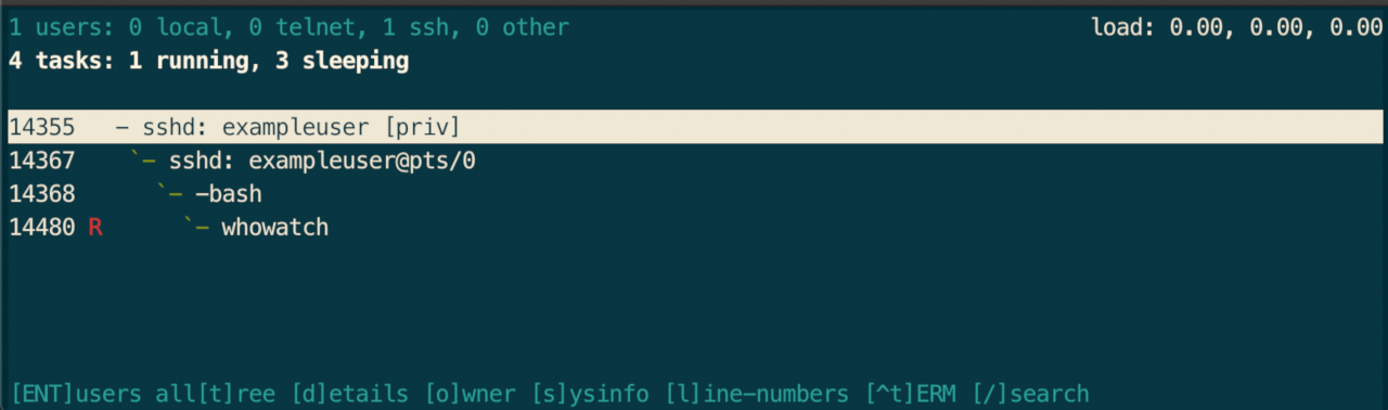 1 users: 0 local, 0 telnet, 1 ssh, 0 other load: 0.00, 0.00, 0.00
4 tasks: 1 running, 3 sleeping
14355 - sshd: exampleuser [priv]
14367 `- sshd: exampleuser@pts/0
14368 `- -bash
14480 R `- whowatch
[ENT]users all[t]ree [d]etails [o]wner [s]ysinfo [l]ine-numbers [^t]ERM [/]search